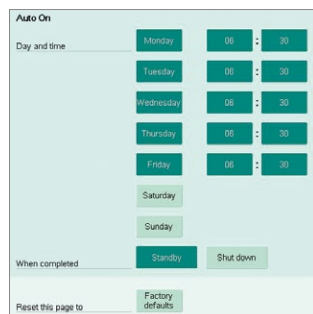 Auto On
Day and time
Monday 06 : 30
Tuesday 06 : 30
Wednesday 06 : 30
Thursday 06 : 30
Friday 06 : 30
Saturday
Sunday
When completed
Standby Shut down
Reset this page to
Factory
defaults